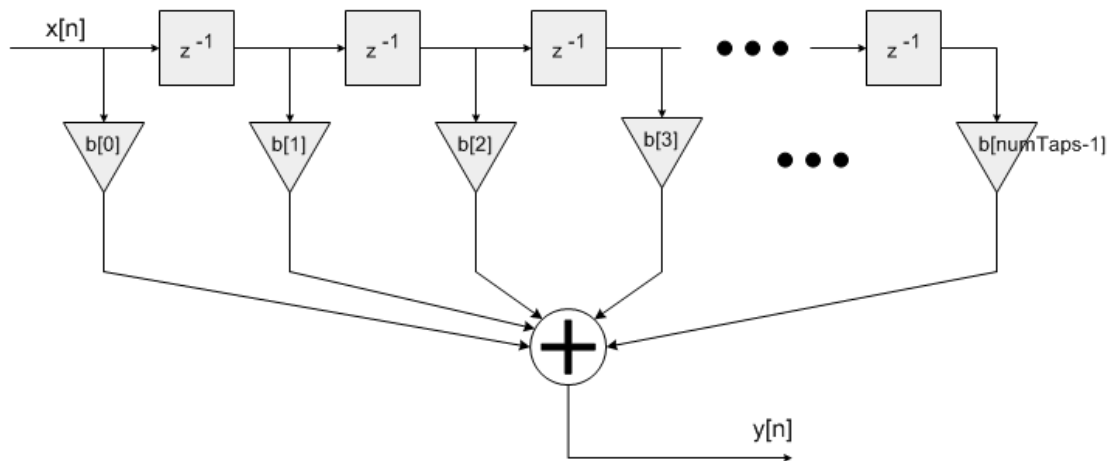 x[n]
z -1
z -1
z -1
z -1
b[0]
b[1]
b[2]
b[3]
b[numTaps-1]
y[n]